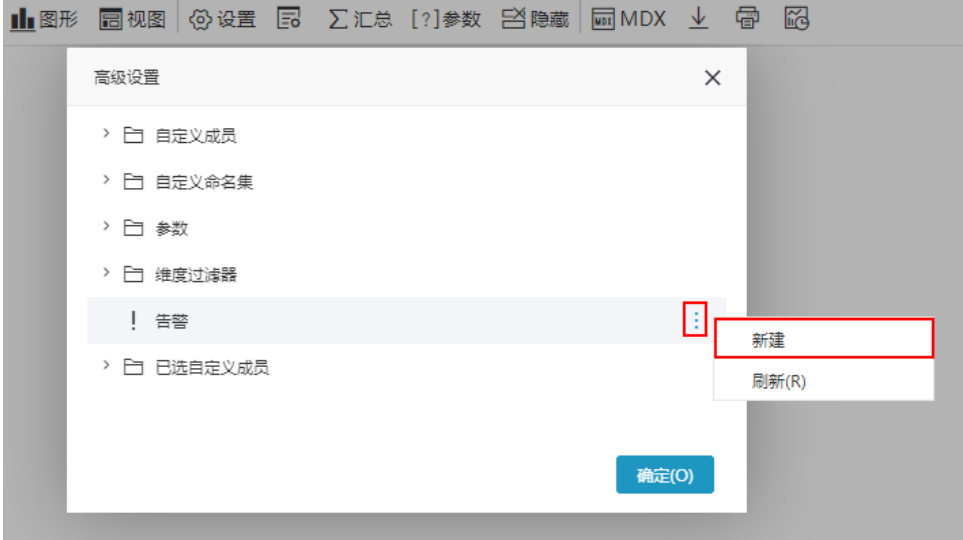 图形 视图 设置 汇总 [?]参数 隐藏 MDX MDX
高级设置
自定义成员
自定义命名集
参数
维度过滤器
告警
新建
已选自定义成员
刷新(R)
确定(O)